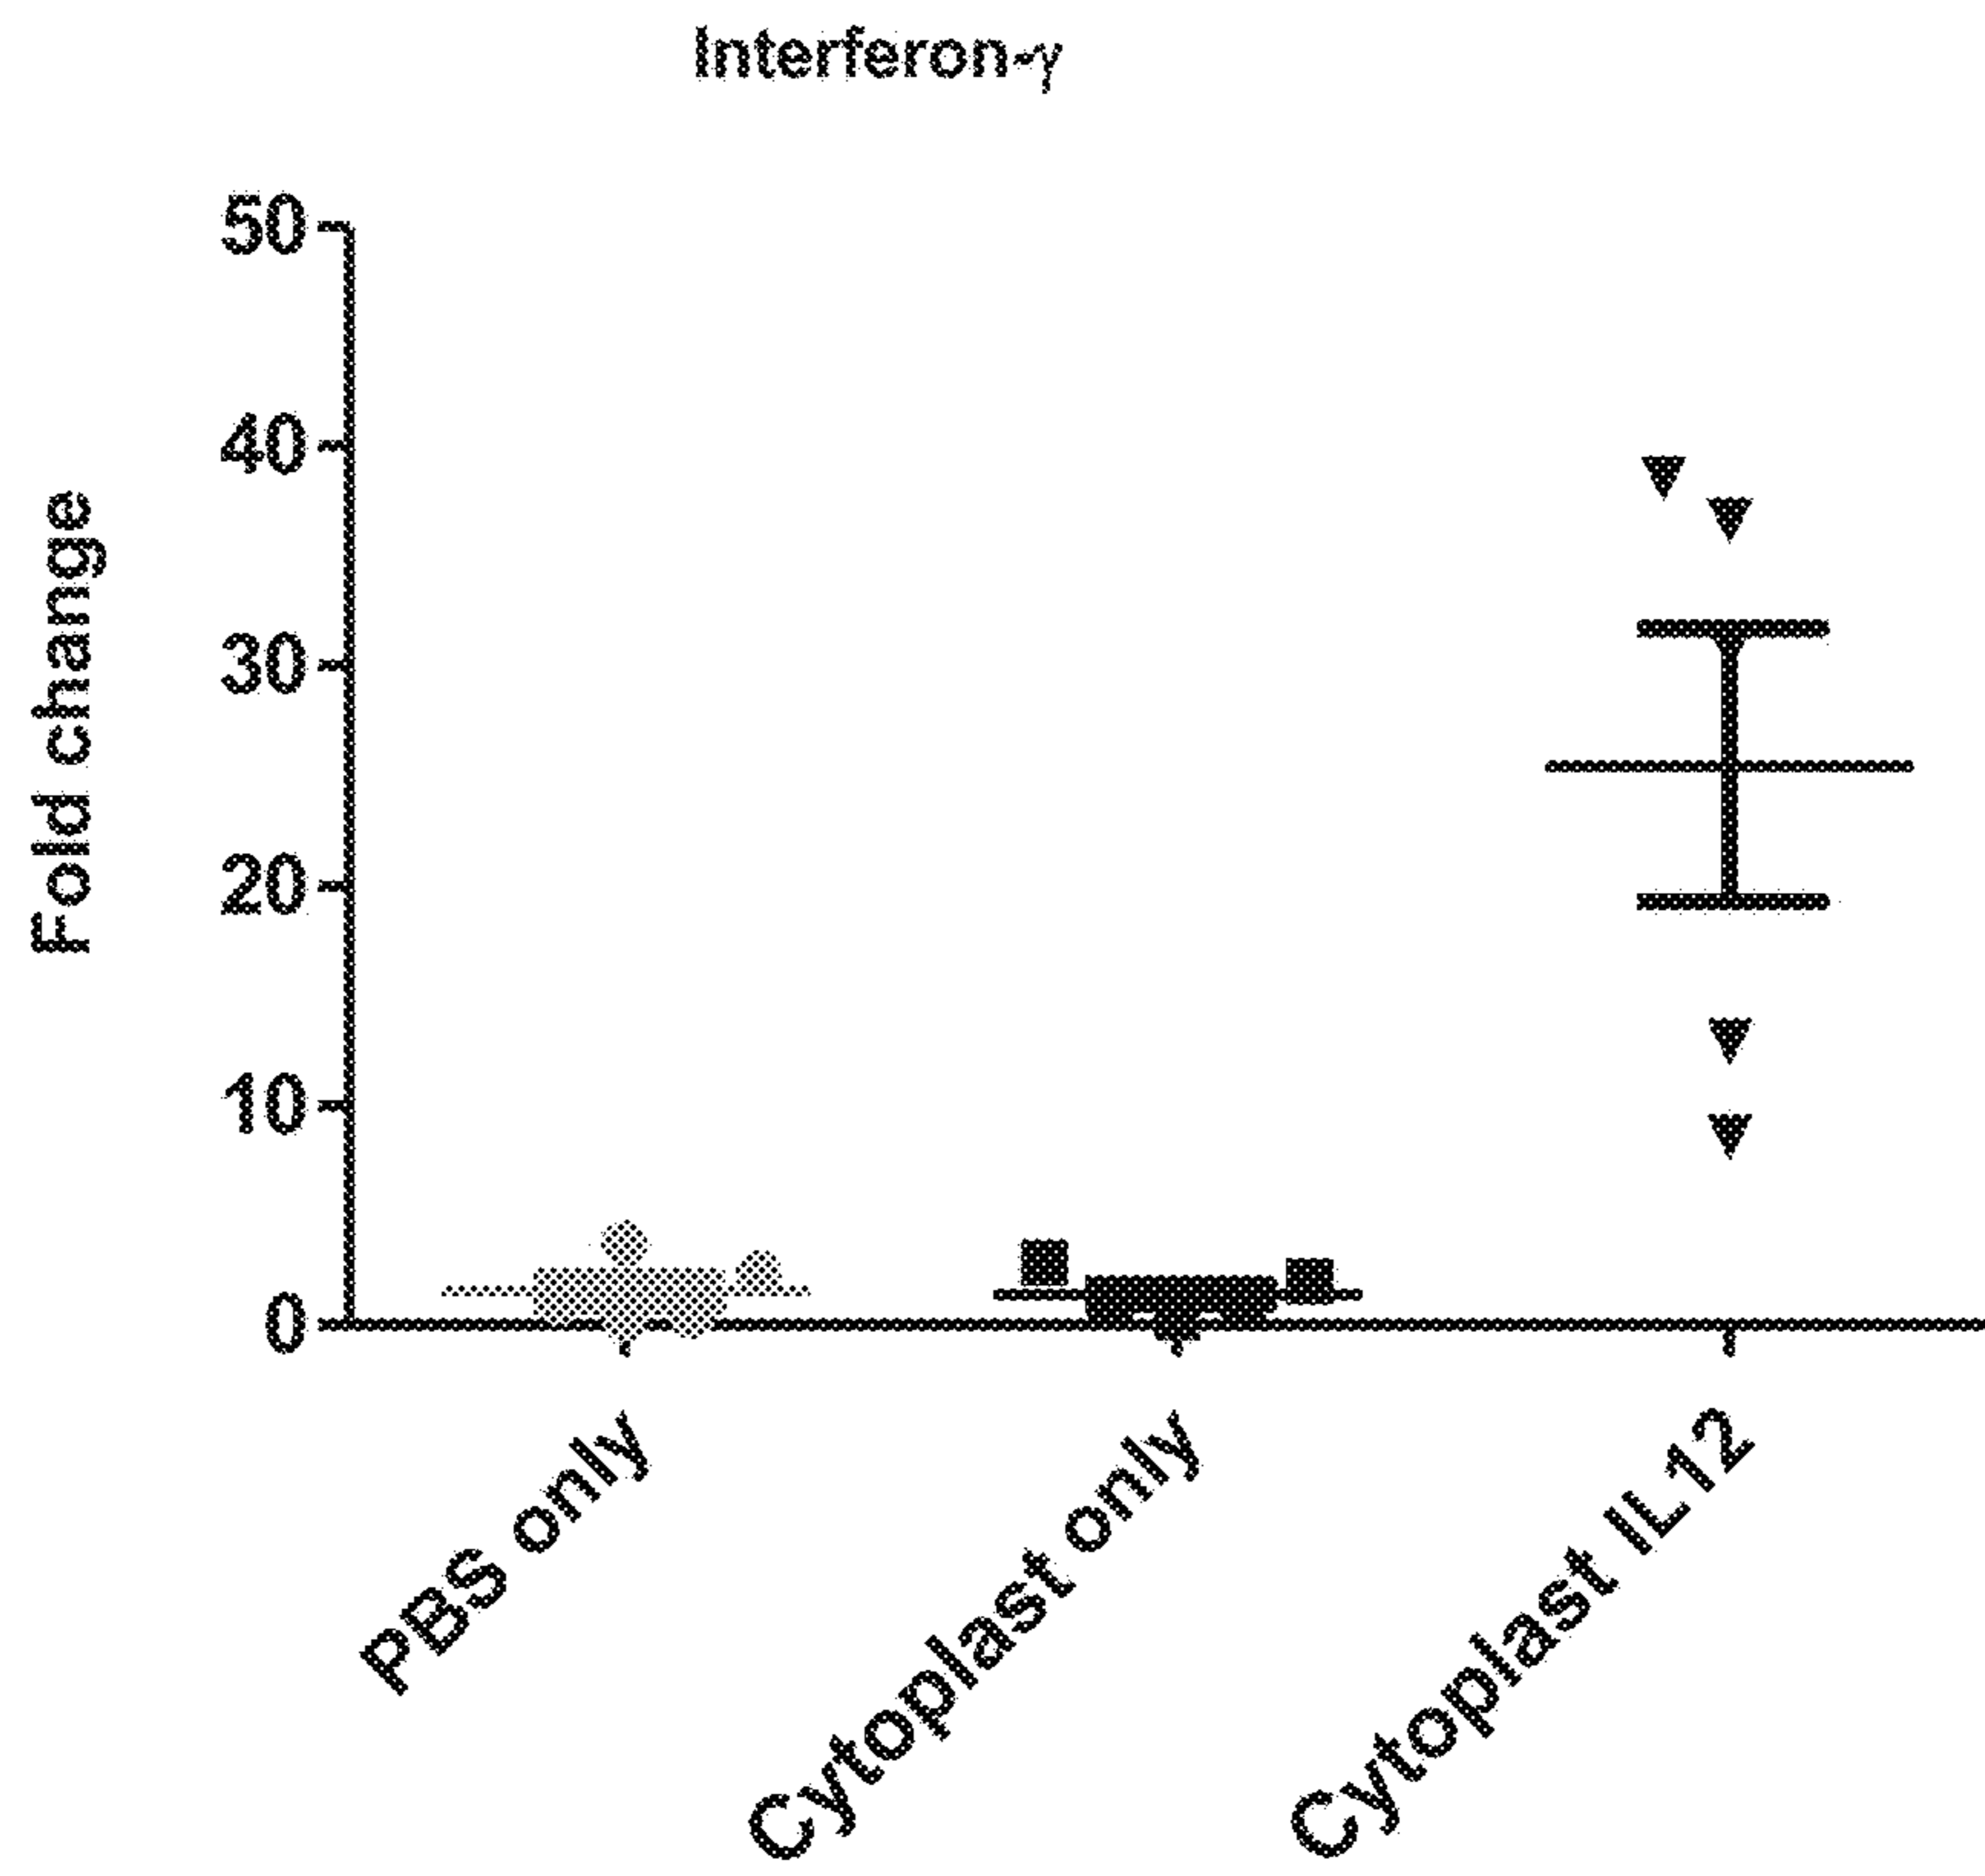 Interferon-γ
50
40
30
20
10
0
Fold change
PBS only
Cytoplast only
Cytoplast IL12